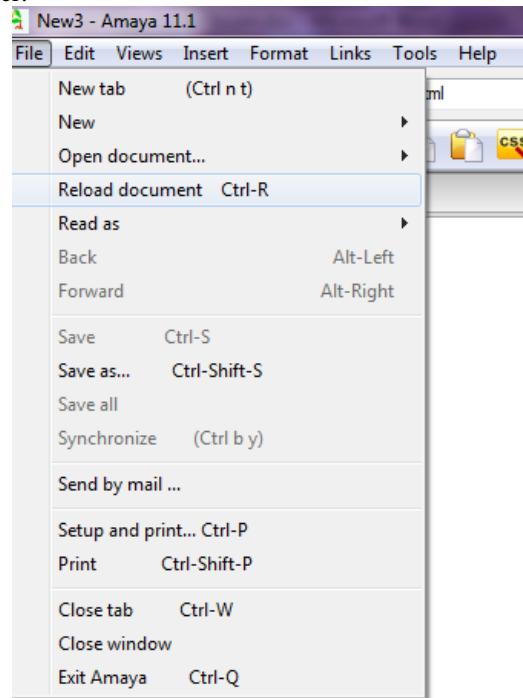 New3 - Amaya 11.1
File Edit Views Insert Format Links Tools Help
New tab (Ctrl n t)
New
Open document...
Reload document Ctrl-R
Read as
Back Alt-Left
Forward Alt-Right
Save Ctrl-S
Save as... Ctrl-Shift-S
Save all
Synchronize (Ctrl b y)
Send by mail ...
Setup and print... Ctrl-P
Print Ctrl-Shift-P
Close tab Ctrl-W
Close window
Exit Amaya Ctrl-Q